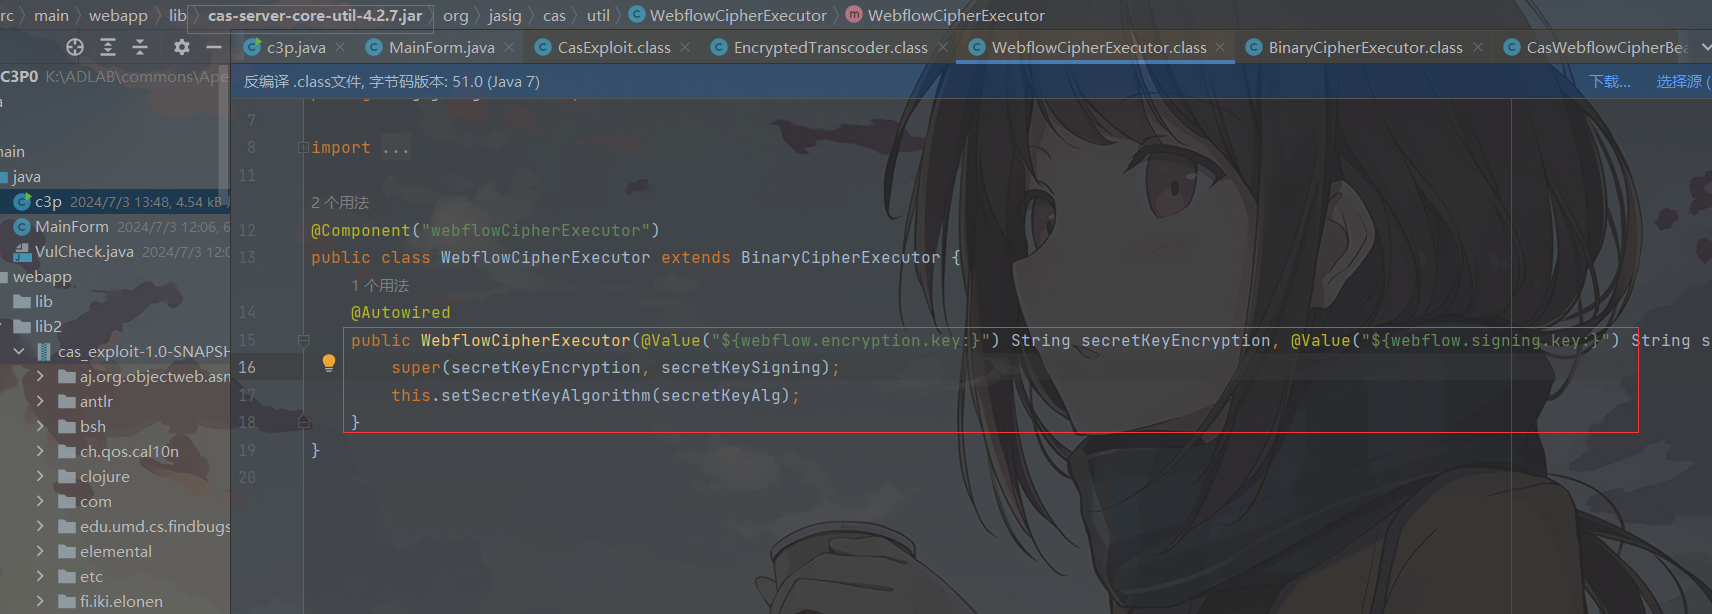 rc › main › webapp › lib › cas-server-core-util-4.2.7.jar › org › jasig › cas › util › WebflowCipherExecutor › WebflowCipherExecutor
c3p.java MainForm.java CasExploit.class EncryptedTranscoder.class WebflowCipherExecutor.class BinaryCipherExecutor.class CasWebflowCipherBea
C3P0 K:\ADLAB\commons\Ape
反编译 .class文件, 字节码版本: 51.0 (Java 7) 下载... 选择源 (
a
nain
java
c3p 2024/7/3 13:48, 4.54 kB
MainForm 2024/7/3 12:06, 6
VulCheck.java 2024/7/3 12:0
webapp
lib
lib2
cas_exploit-1.0-SNAPSH
aj.org.objectweb.asn
antlr
bsh
ch.qos.cal10n
clojure
com
edu.umd.cs.findbugs
elemental
etc
fi.iki.elonen
7
8 import ...
11
2 个用法
12 @Component("webflowCipherExecutor")
13 public class WebflowCipherExecutor extends BinaryCipherExecutor {
1 个用法
14 @Autowired
15 public WebflowCipherExecutor(@Value("${webflow.encryption.key:}") String secretKeyEncryption, @Value("${webflow.signing.key:}") String s
16 super(secretKeyEncryption, secretKeySigning);
17 this.setSecretKeyAlgorithm(secretKeyAlg);
18 }
19 }
20